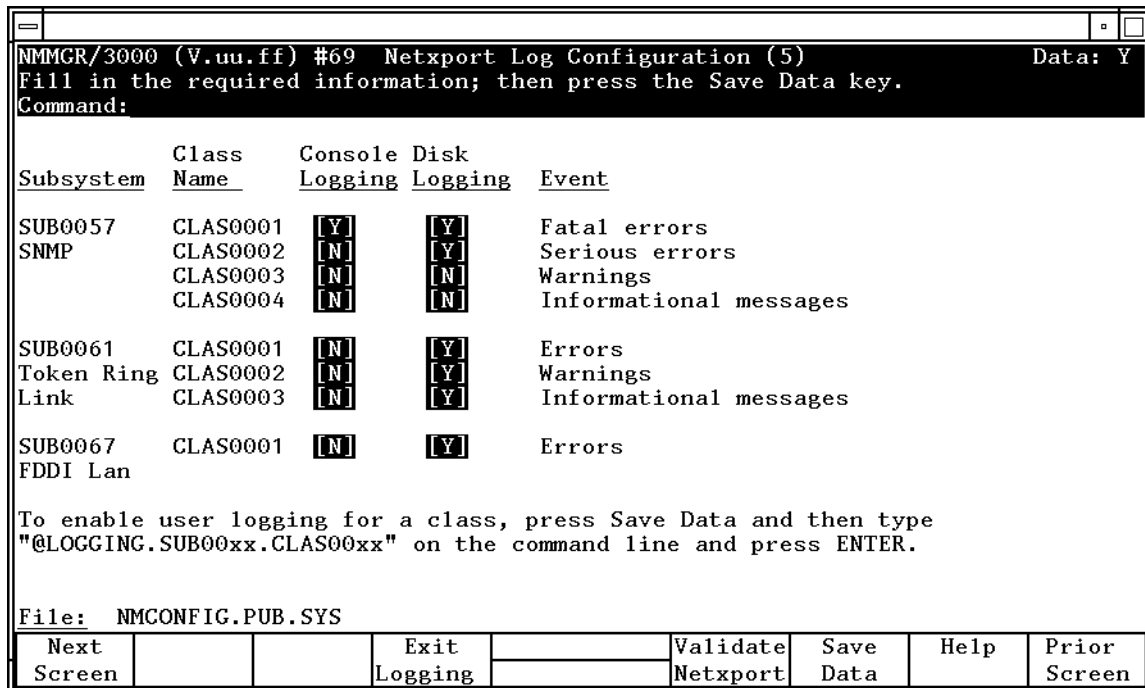 NMMGR/3000 (V.uu.ff) #69 Netxport Log Configuration (5) Data: Y
Fill in the required information; then press the Save Data key.
Command:
Class Console Disk
Subsystem Name Logging Logging Event
SUB0057 CLAS0001 [Y] [Y] Fatal errors
SNMP CLAS0002 [N] [Y] Serious errors
CLAS0003 [N] [N] Warnings
CLAS0004 [N] [N] Informational messages
SUB0061 CLAS0001 [N] [Y] Errors
Token Ring CLAS0002 [N] [Y] Warnings
Link CLAS0003 [N] [Y] Informational messages
SUB0067 CLAS0001 [N] [Y] Errors
FDDI Lan
To enable user logging for a class, press Save Data and then type
"@LOGGING.SUB00xx.CLAS00xx" on the command line and press ENTER.
File: NMCONFIG.PUB.SYS
Next Exit Validate Save Help Prior
Screen Logging Netxport Data Screen